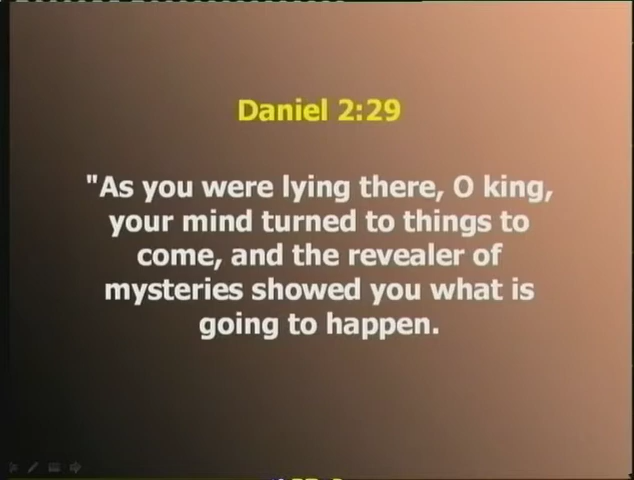 Daniel 2:29
"As you were lying there, O king,
your mind turned to things to
come, and the revealer of
mysteries showed you what is
going to happen.